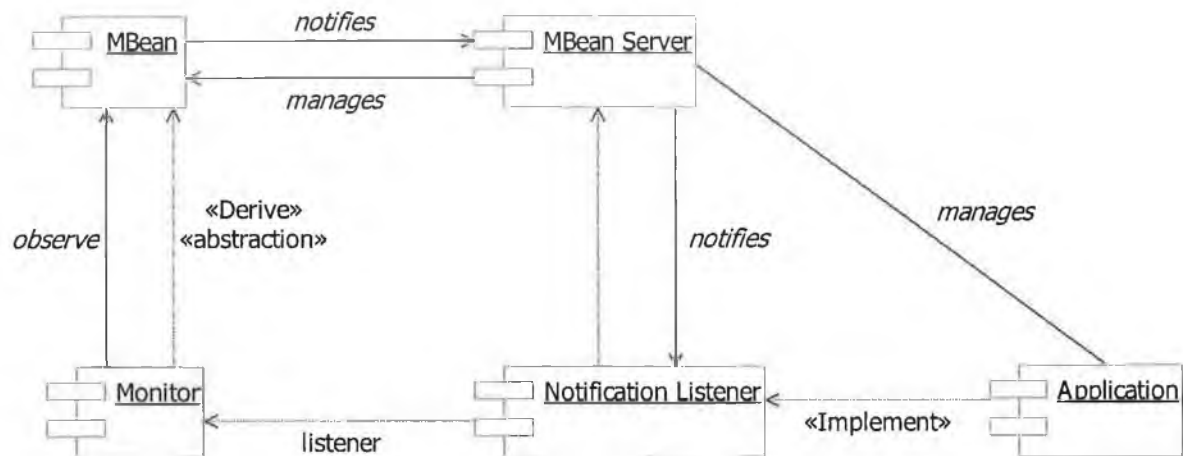 notifies
MBean
MBean Server
manages
«Derive»
«abstraction»
manages
observe
notifies
Monitor
Notification Listener
Application
«Implement»
listener